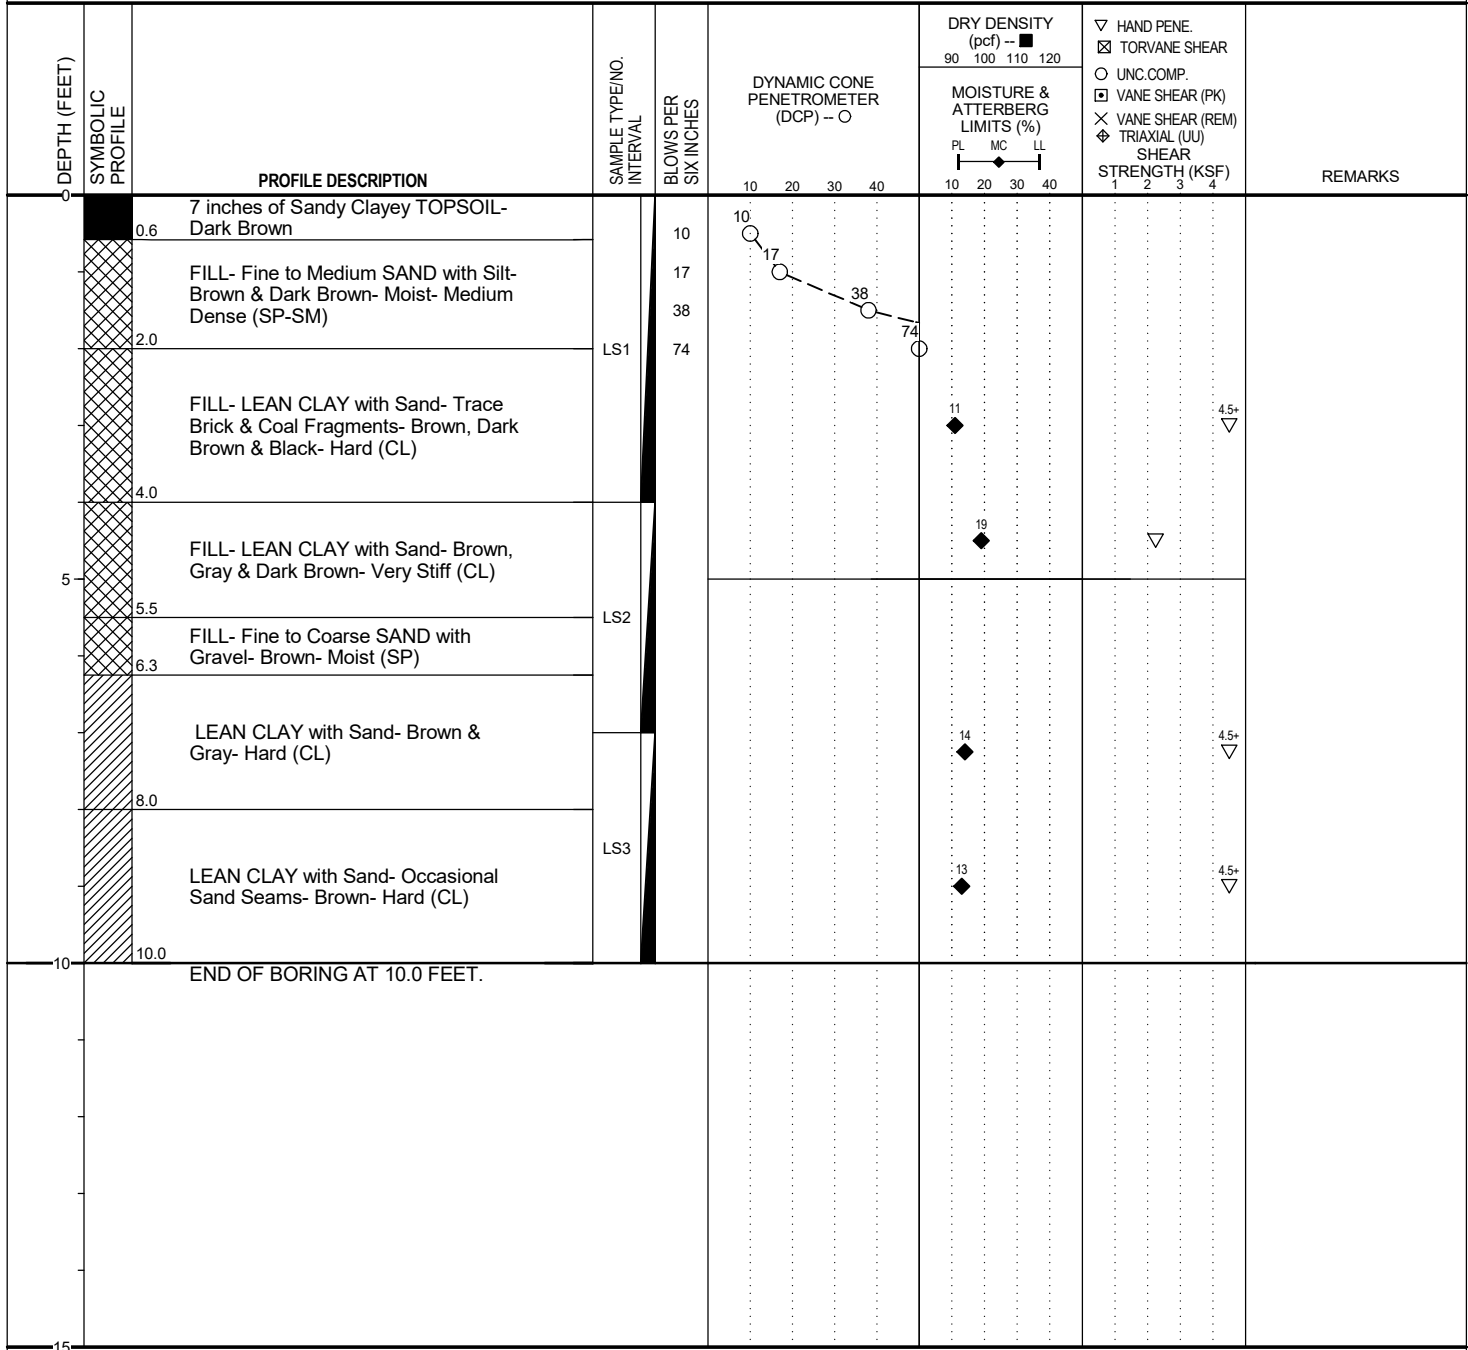 DEPTH (FEET)
SYMBOLIC
PROFILE
PROFILE DESCRIPTION
SAMPLE TYPE/NO.
INTERVAL
BLOWS PER
SIX INCHES
DYNAMIC CONE
PENETROMETER
(DCP) -- O
10 20 30 40
DRY DENSITY
(pcf) -- ■
90 100 110 120
MOISTURE &
ATTERBERG
LIMITS (%)
PL MC LL
10 20 30 40
▽ HAND PENE.
⊠ TORVANE SHEAR
○ UNC.COMP.
⊡ VANE SHEAR (PK)
✕ VANE SHEAR (REM)
TRIAXIAL (UU)
SHEAR
STRENGTH (KSF)
1 2 3 4
REMARKS
0
7 inches of Sandy Clayey TOPSOIL-
Dark Brown
0.6
10
10
FILL- Fine to Medium SAND with Silt-
Brown & Dark Brown- Moist- Medium
Dense (SP-SM)
2.0
17
17
38
38
LS1
74
74
FILL- LEAN CLAY with Sand- Trace
Brick & Coal Fragments- Brown, Dark
Brown & Black- Hard (CL)
4.0
11
4.5+
FILL- LEAN CLAY with Sand- Brown,
Gray & Dark Brown- Very Stiff (CL)
19
5
5.5
LS2
FILL- Fine to Coarse SAND with
Gravel- Brown- Moist (SP)
6.3
LEAN CLAY with Sand- Brown &
Gray- Hard (CL)
14
4.5+
8.0
LS3
LEAN CLAY with Sand- Occasional
Sand Seams- Brown- Hard (CL)
13
4.5+
10.0
10
END OF BORING AT 10.0 FEET.
15